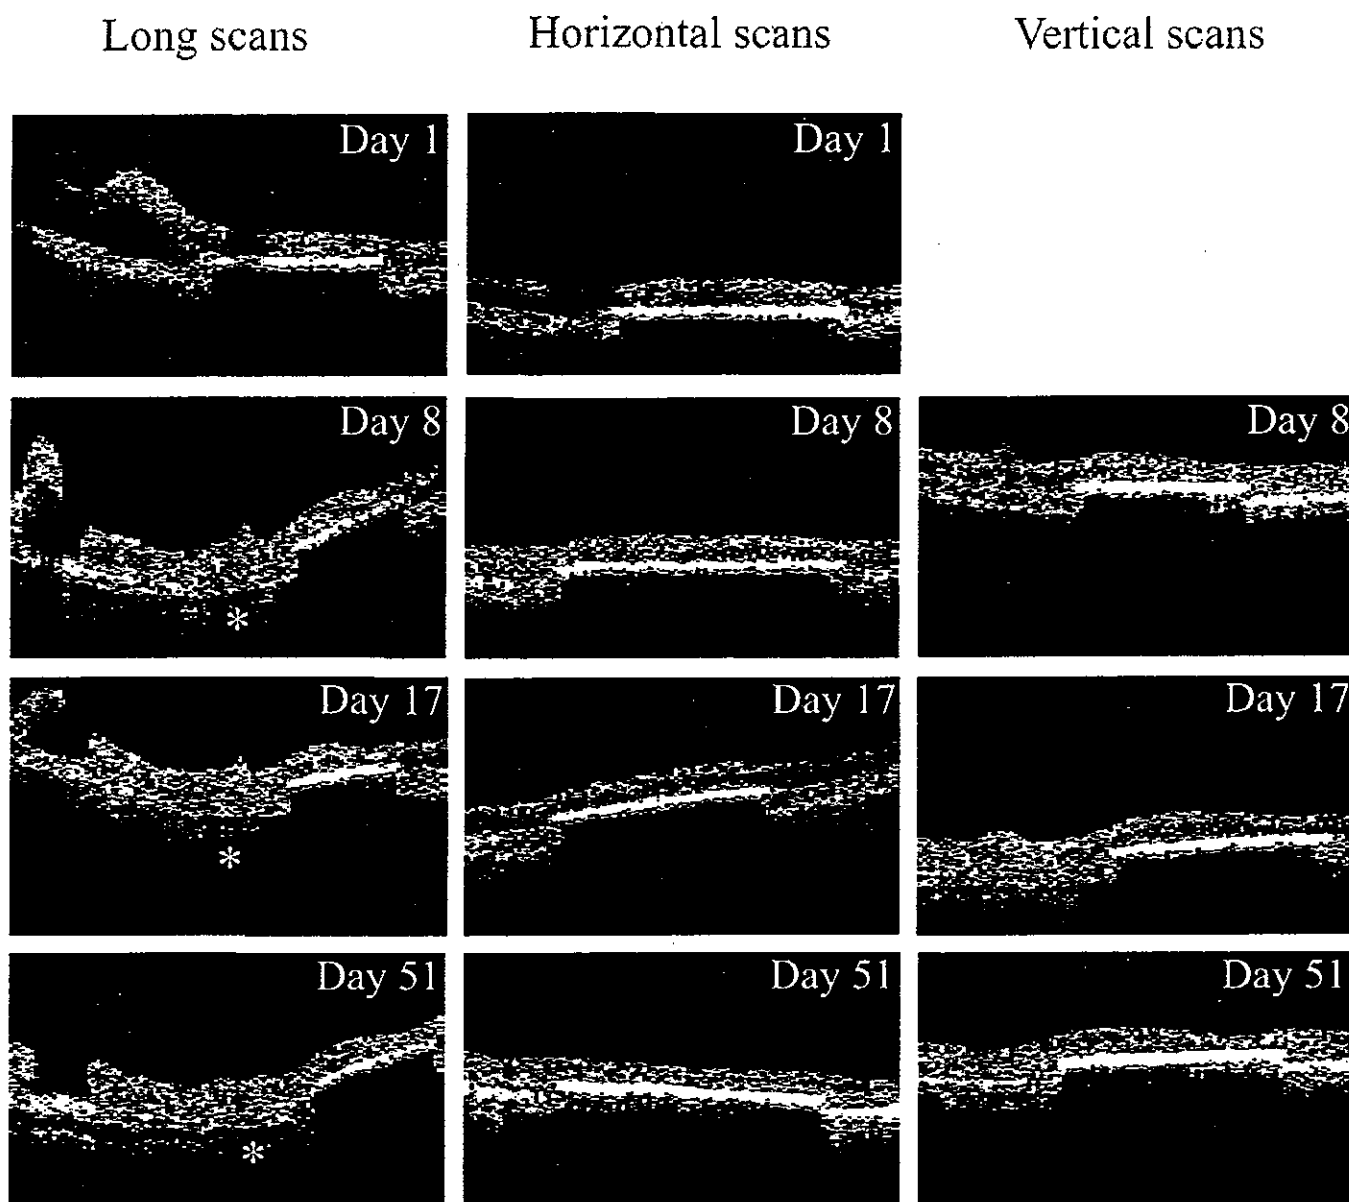 Long scans Horizontal scans Vertical scans
Day 1 Day 1
Day 8 Day 8 Day 8
*
Day 17 Day 17 Day 17
*
Day 51 Day 51 Day 51
*